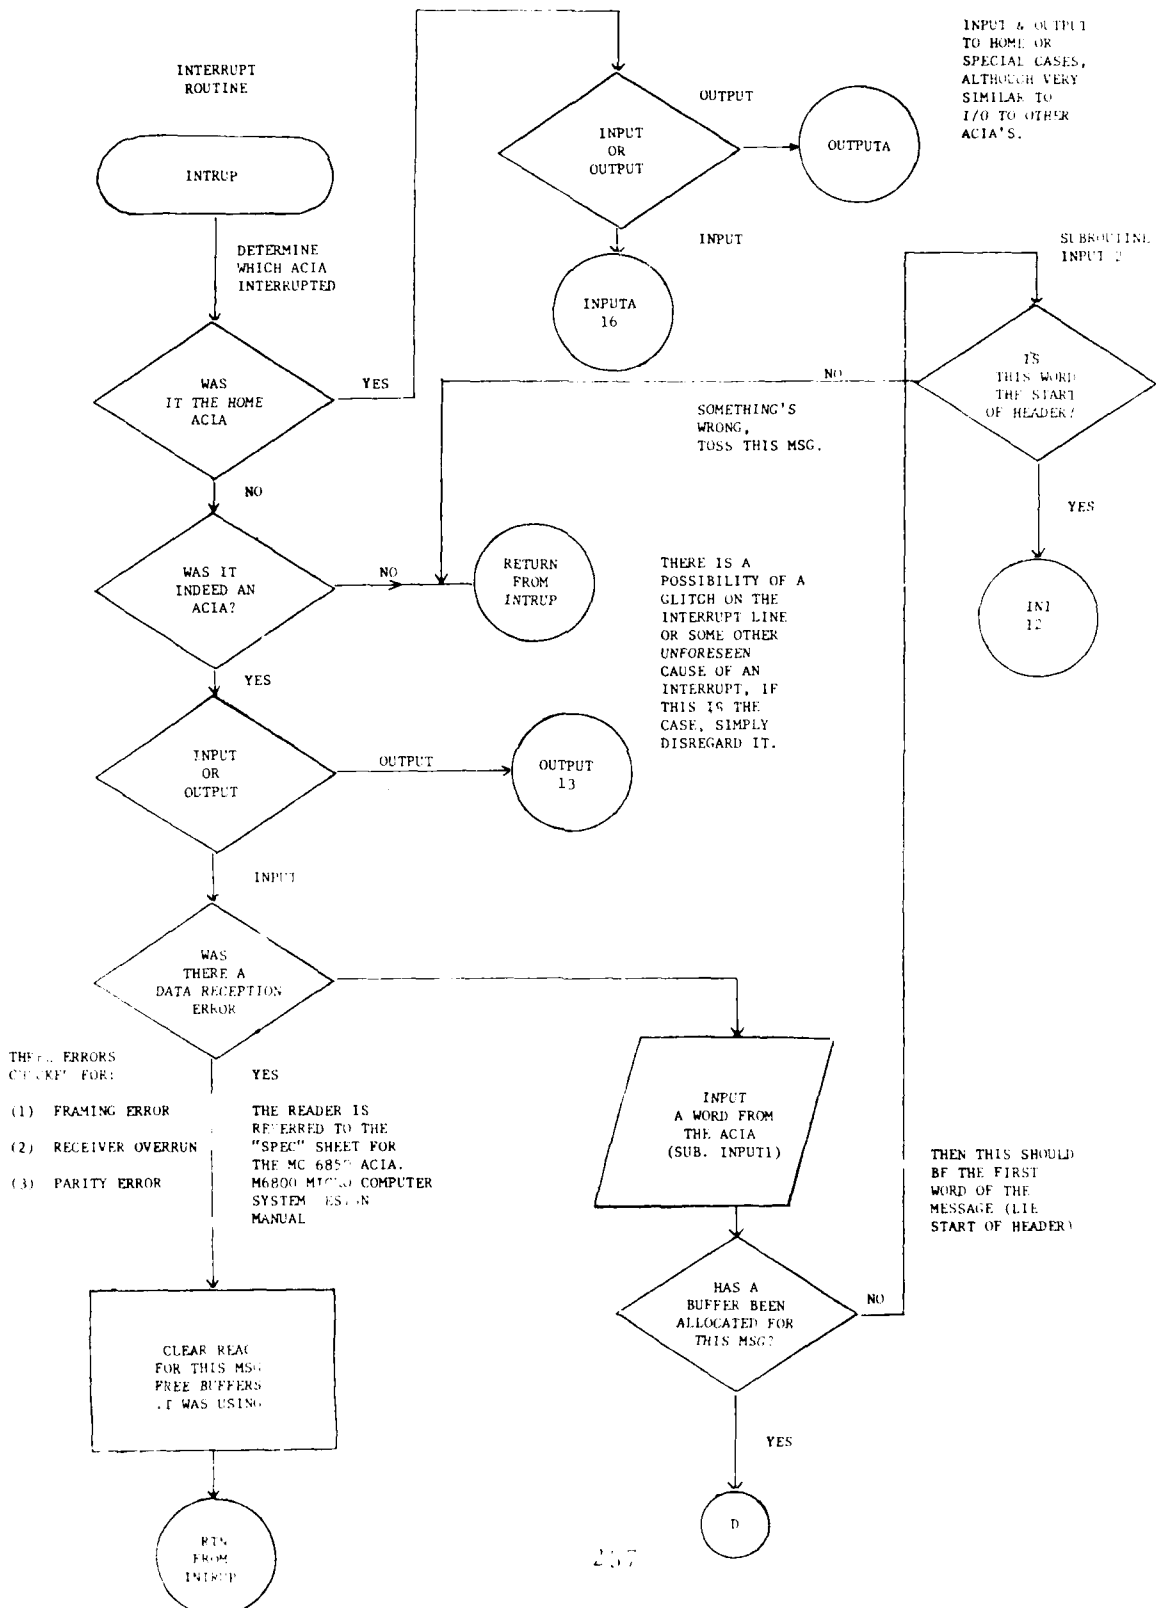 INTERRUPT
ROUTINE
INTRUP
DETERMINE
WHICH ACIA
INTERRUPTED
WAS
IT THE HOME
ACIA
YES
NO
INPUT
OR
OUTPUT
OUTPUT
OUTPUTA
INPUT
INPUTA
16
INPUT & OUTPUT
TO HOME OR
SPECIAL CASES,
ALTHOUGH VERY
SIMILAR TO
I/O TO OTHER
ACIA'S.
SUBROUTINE
INPUT 2
IS
THIS WORD
THE START
OF HEADER?
NO
SOMETHING'S
WRONG,
TOSS THIS MSG.
YES
IN1
12
WAS IT
INDEED AN
ACIA?
NO
RETURN
FROM
INTRUP
THERE IS A
POSSIBILITY OF A
GLITCH ON THE
INTERRUPT LINE
OR SOME OTHER
UNFORESEEN
CAUSE OF AN
INTERRUPT, IF
THIS IS THE
CASE, SIMPLY
DISREGARD IT.
YES
INPUT
OR
OUTPUT
OUTPUT
OUTPUT
13
INPUT
WAS
THERE A
DATA RECEPTION
ERROR
ERRORS
FOR:
(1) FRAMING ERROR
(2) RECEIVER OVERRUN
(3) PARITY ERROR
YES
THE READER IS
REFERRED TO THE
"SPEC" SHEET FOR
THE MC ACIA.
M6800 COMPUTER
SYSTEM
MANUAL
INPUT
A WORD FROM
THE ACIA
(SUB. INPUT1)
HAS A
BUFFER BEEN
ALLOCATED FOR
THIS MSG?
NO
THEN THIS SHOULD
BE THE FIRST
WORD OF THE
MESSAGE (LIE
START OF HEADER)
YES
D
CLEAR
FOR THIS MSG
FREE BUFFERS
WAS USING
RTN
FROM
INTRUP